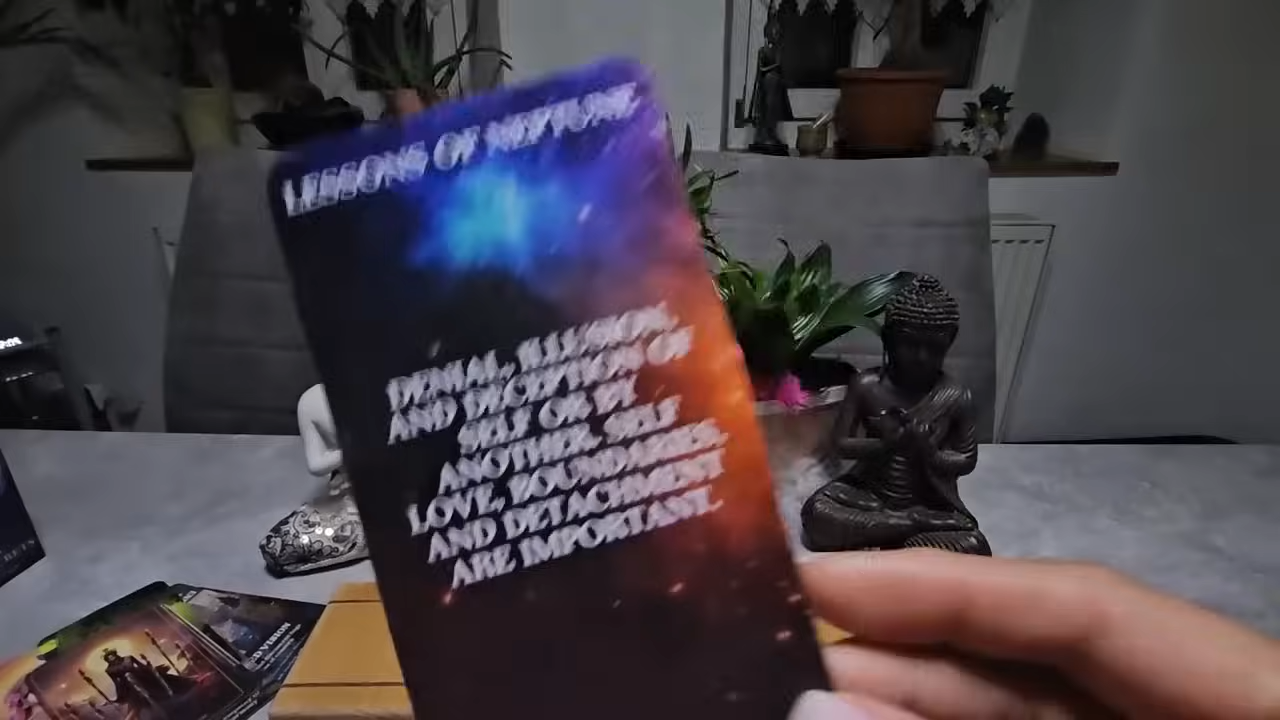 LESSONS OF NEPTUNE
DENIAL, ILLUSION,
AND DECEPTION OF
SELF OR BY
ANOTHER. SELF
LOVE, BOUNDARIES,
AND DETACHMENT
ARE IMPORTANT.
VISION